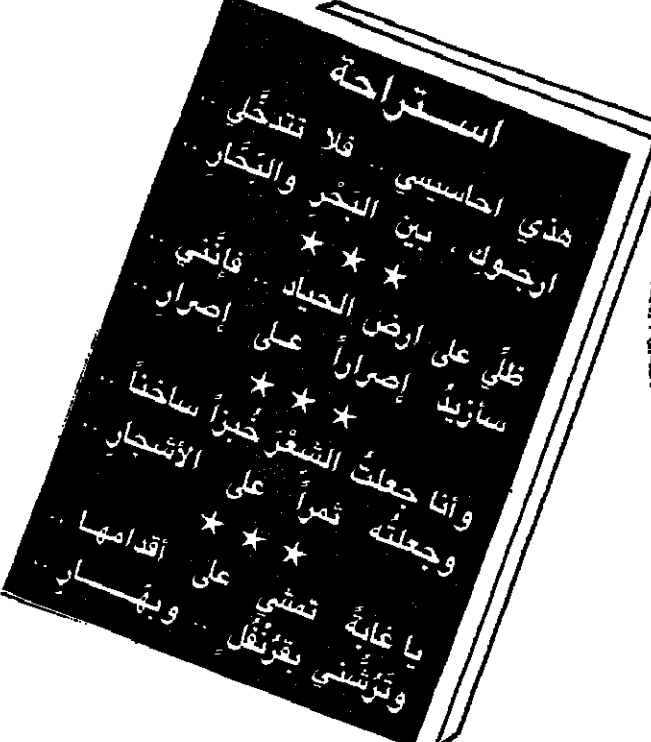 استراحة
هذي احاسيسي .. فلا تتدخَّلي ..
ارجوكِ ، بين البَحْرِ والبَحَّارِ ..
★ ★ ★
ظلِّي على ارض الحياد .. فإنَّني ..
سأزيدُ إصراراً على إصرارِ ..
★ ★ ★
وأنا جعلتُ الشعْرَ خُبزاً ساخناً ..
وجعلتُه ثمراً على الأشجارِ ..
★ ★ ★
يا غابةً تمشي على أقدامها ..
وتَرُشُّني بقرُنْفُلٍ .. وبهَارِ ..